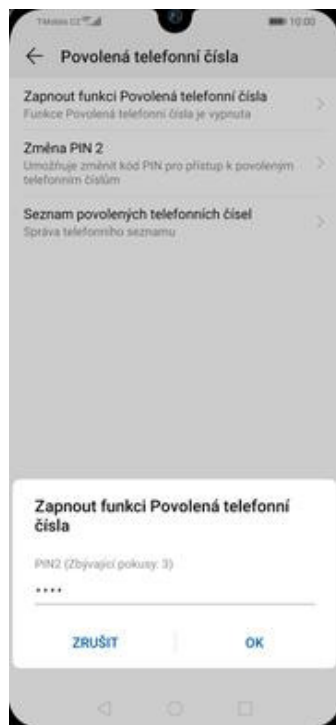 T-Mobile CZ
10:00
Povolená telefonní čísla
Zapnout funkci Povolená telefonní čísla
Funkce Povolená telefonní čísla je vypnuta
Změna PIN 2
Umožňuje změnit kód PIN pro přístup k povoleným
telefonním číslům
Seznam povolených telefonních čísel
Správa telefonního seznamu
Zapnout funkci Povolená telefonní
čísla
PIN2 (Zbývající pokusy: 3)
••••
ZRUŠIT
OK